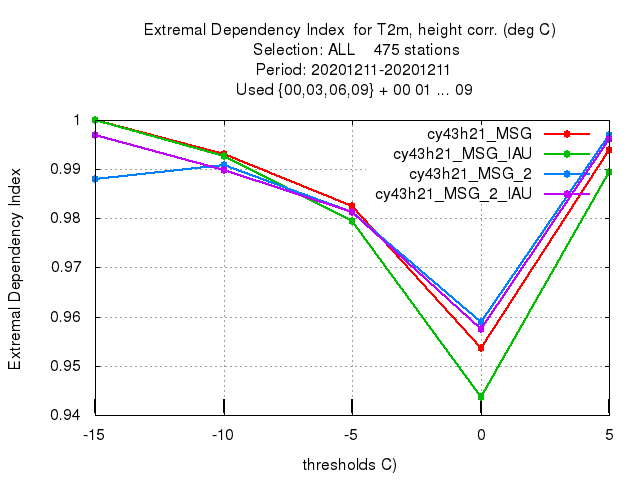 Extremal Dependency Index  for T2m, height corr. (deg C)
Selection: ALL    475 stations
Period: 20201211-20201211
Used {00,03,06,09} + 00 01 ... 09
cy43h21_MSG
cy43h21_MSG_IAU
cy43h21_MSG_2
cy43h21_MSG_2_IAU
1
0.99
0.98
0.97
0.96
0.95
0.94
Extremal Dependency Index
-15 -10 -5 0 5
thresholds C)